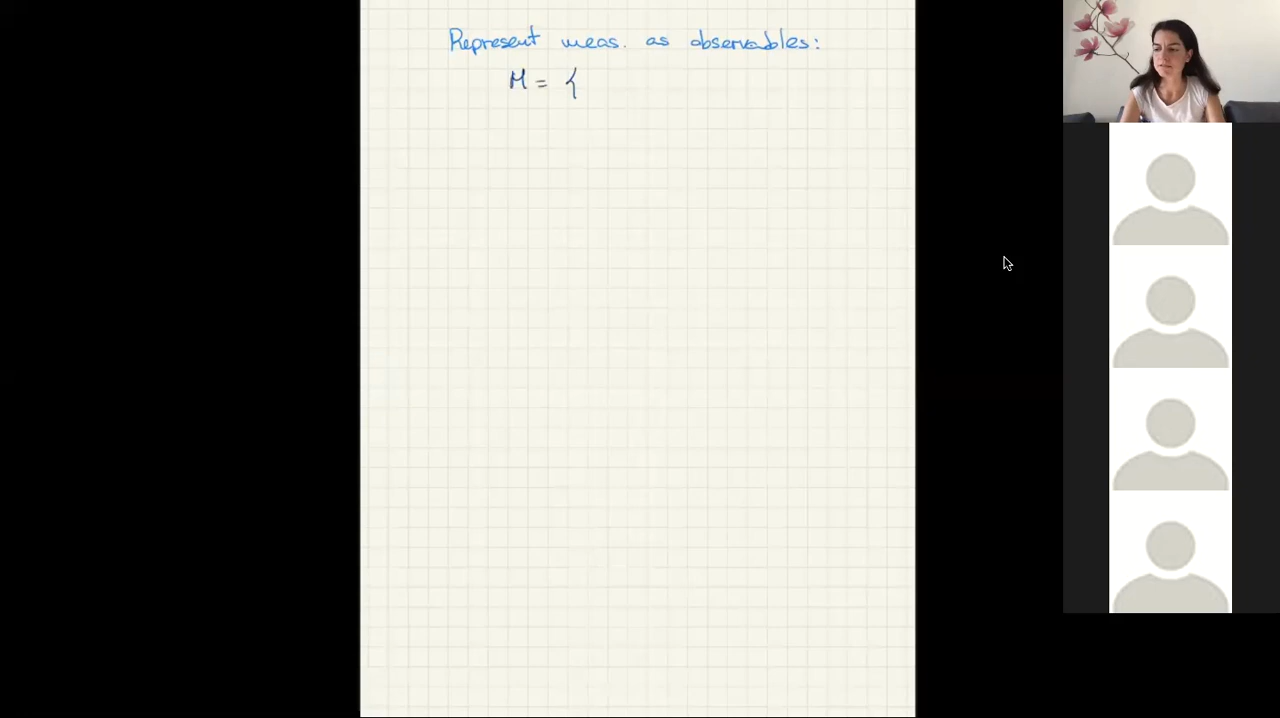 Represent meas. as observables:
M = {